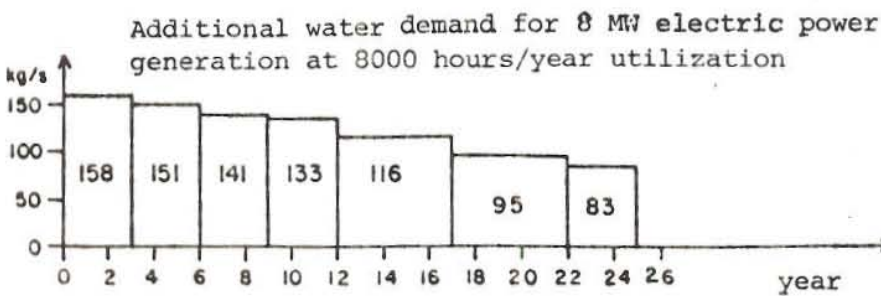 Additional water demand for 8 MW electric power
generation at 8000 hours/year utilization
kg/s
150
100
50
0
158 151 141 133 116 95 83
0 2 4 6 8 10 12 14 16 18 20 22 24 26 year